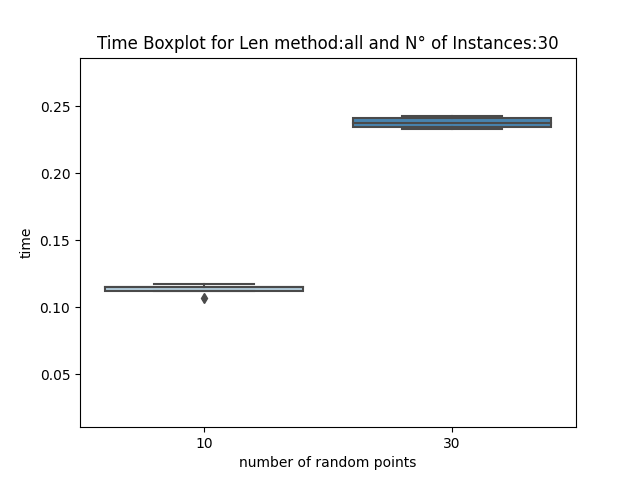 Time Boxplot for Len method:all and N° of Instances:30
0.25
0.20
0.15
0.10
0.05
time
10 30
number of random points